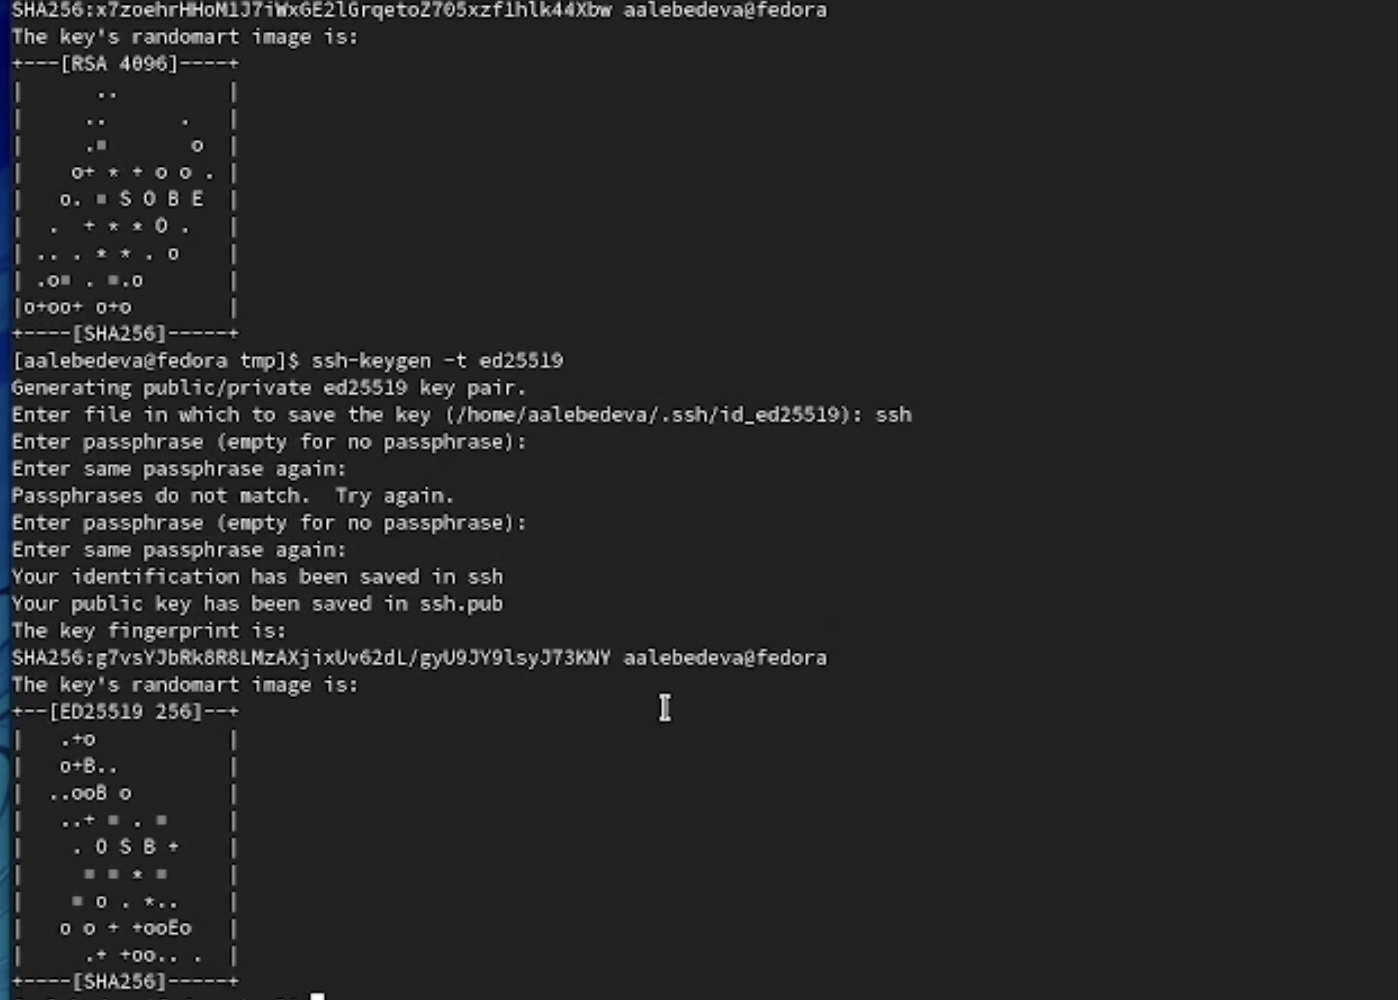 SHA256:x7zoehrHHoM1J7iWxGE2lGrqetoZ705xzf1hlk44Xbw aalebedeva@fedora
The key's randomart image is:
+---[RSA 4096]----+
|      ..         |
|     ..      .   |
|     .=       o  |
|    o+ * + o o . |
|   o. = S O B E  |
|  .  + * * O .   |
| .. . * * . o    |
| .o= . =.o       |
|o+oo+ o+o        |
+----[SHA256]-----+
[aalebedeva@fedora tmp]$ ssh-keygen -t ed25519
Generating public/private ed25519 key pair.
Enter file in which to save the key (/home/aalebedeva/.ssh/id_ed25519): ssh
Enter passphrase (empty for no passphrase):
Enter same passphrase again:
Passphrases do not match.  Try again.
Enter passphrase (empty for no passphrase):
Enter same passphrase again:
Your identification has been saved in ssh
Your public key has been saved in ssh.pub
The key fingerprint is:
SHA256:g7vsYJbRk8R8LMzAXjixUv62dL/gyU9JY9lsyJ73KNY aalebedeva@fedora
The key's randomart image is:
+--[ED25519 256]--+
|   .+o           |
|   o+B..         |
|  ..ooB o        |
|   ..+ = . =     |
|    . O S B +    |
|     = = * =     |
|    = o . *..    |
|   o o + +ooEo   |
|     .+ +oo.. .  |
+----[SHA256]-----+